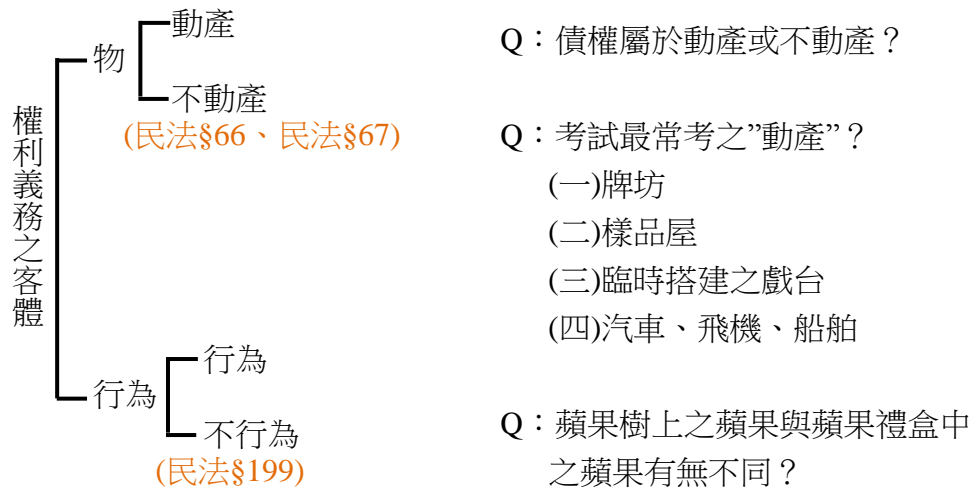 權利義務之客體
物
動產
不動產
(民法§66、民法§67)
行為
行為
不行為
(民法§199)
Q：債權屬於動產或不動產？
Q：考試最常考之”動產”？
(一)牌坊
(二)樣品屋
(三)臨時搭建之戲台
(四)汽車、飛機、船舶
Q：蘋果樹上之蘋果與蘋果禮盒中
之蘋果有無不同？